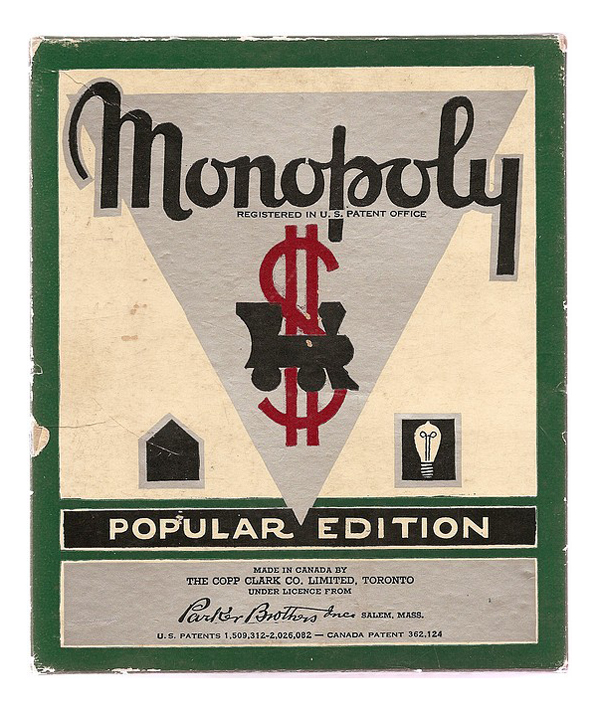 Monopoly
REGISTERED IN U. S. PATENT OFFICE
$
POPULAR EDITION
MADE IN CANADA BY
THE COPP CLARK CO. LIMITED, TORONTO
UNDER LICENCE FROM
Parker Brothers Inc. SALEM, MASS.
U. S. PATENTS 1,509,312-2,026,082 — CANADA PATENT 362,124